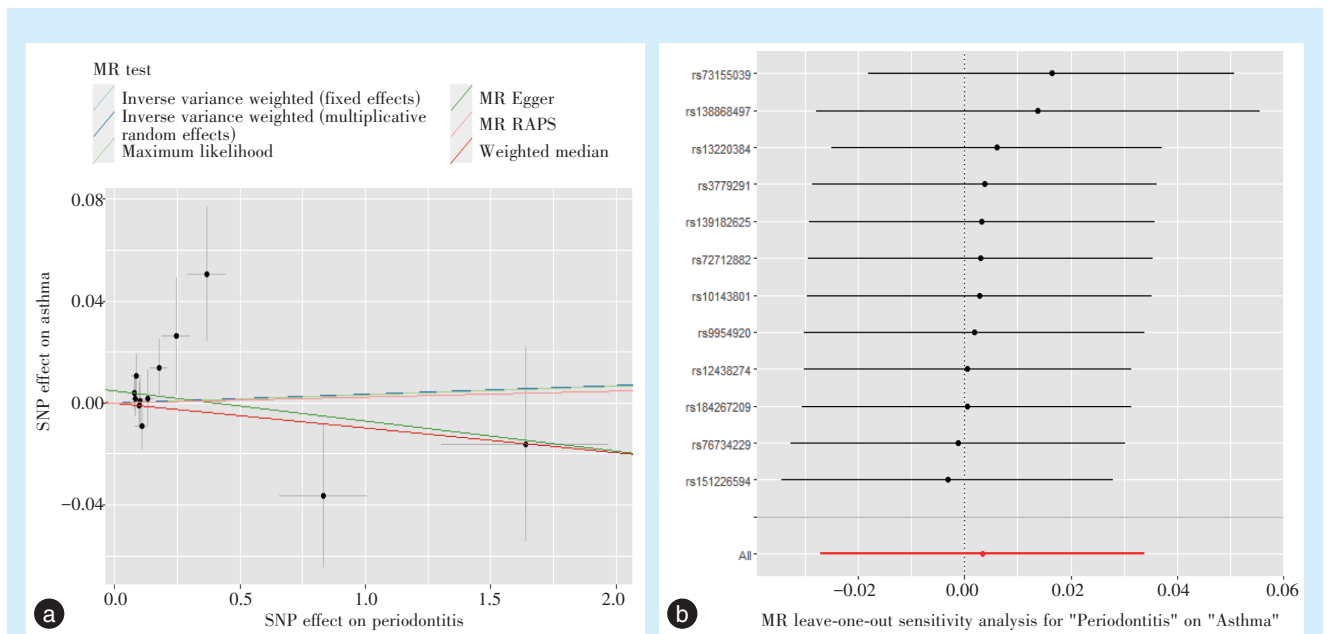 MR test
Inverse variance weighted (fixed effects)
Inverse variance weighted (multiplicative
random effects)
Maximum likelihood
MR Egger
MR RAPS
Weighted median
SNP effect on asthma
0.08
0.04
0.00
−0.04
0.0
0.5
1.0
1.5
2.0
SNP effect on periodontitis
a
rs73155039
rs138868497
rs13220384
rs3779291
rs139182625
rs72712882
rs10143801
rs9954920
rs12438274
rs184267209
rs76734229
rs151226594
All
−0.02
0.00
0.02
0.04
0.06
MR leave-one-out sensitivity analysis for "Periodontitis" on "Asthma"
b